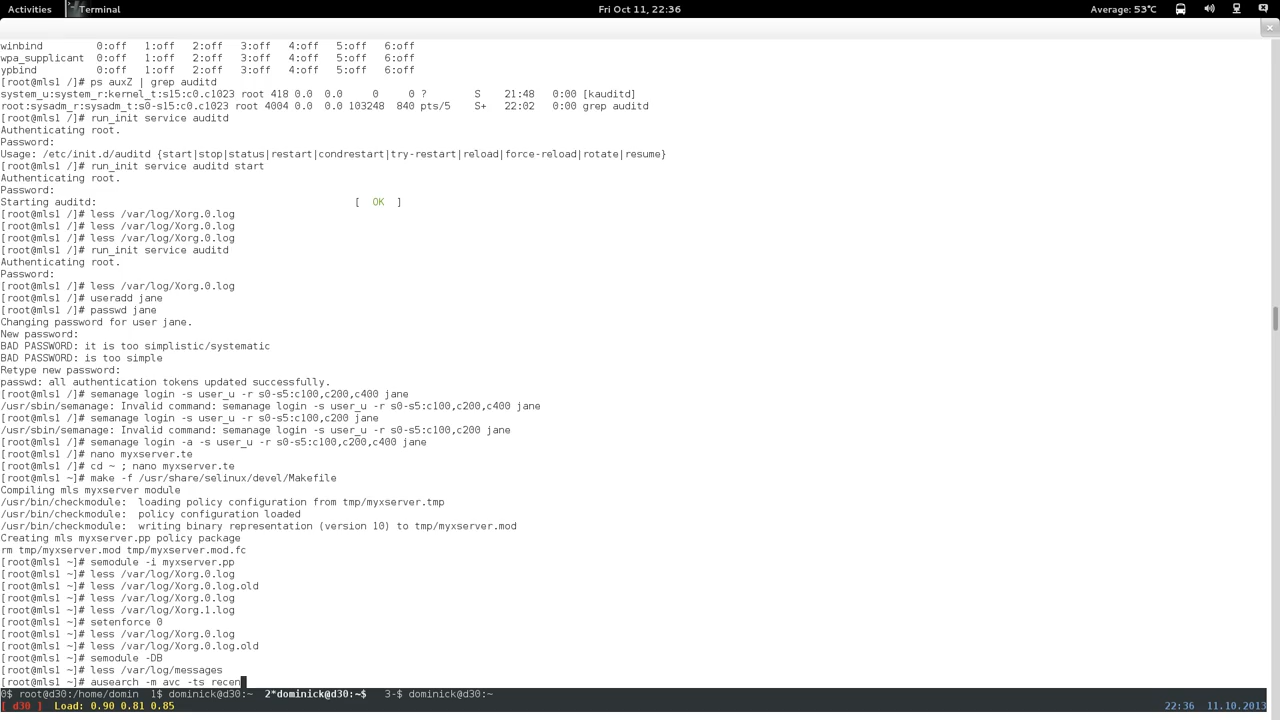 Activities Terminal Fri Oct 11, 22:36 Average: 53°C
winbind 0:off 1:off 2:off 3:off 4:off 5:off 6:off
wpa_supplicant 0:off 1:off 2:off 3:off 4:off 5:off 6:off
ypbind 0:off 1:off 2:off 3:off 4:off 5:off 6:off
[root@mls1 /]# ps auxZ | grep auditd
system_u:system_r:kernel_t:s15:c0.c1023 root 418 0.0 0.0 0 0 ? S 21:48 0:00 [kauditd]
root:sysadm_r:sysadm_t:s0-s15:c0.c1023 root 4004 0.0 0.0 103248 840 pts/5 S+ 22:02 0:00 grep auditd
[root@mls1 /]# run_init service auditd
Authenticating root.
Password:
Usage: /etc/init.d/auditd {start|stop|status|restart|condrestart|try-restart|reload|force-reload|rotate|resume}
[root@mls1 /]# run_init service auditd start
Authenticating root.
Password:
Starting auditd: [ OK ]
[root@mls1 /]# less /var/log/Xorg.0.log
[root@mls1 /]# less /var/log/Xorg.0.log
[root@mls1 /]# less /var/log/Xorg.0.log
[root@mls1 /]# run_init service auditd
Authenticating root.
Password:
[root@mls1 /]# less /var/log/Xorg.0.log
[root@mls1 /]# useradd jane
[root@mls1 /]# passwd jane
Changing password for user jane.
New password:
BAD PASSWORD: it is too simplistic/systematic
BAD PASSWORD: is too simple
Retype new password:
passwd: all authentication tokens updated successfully.
[root@mls1 /]# semanage login -s user_u -r s0-s5:c100,c200,c400 jane
/usr/sbin/semanage: Invalid command: semanage login -s user_u -r s0-s5:c100,c200,c400 jane
[root@mls1 /]# semanage login -s user_u -r s0-s5:c100,c200 jane
/usr/sbin/semanage: Invalid command: semanage login -s user_u -r s0-s5:c100,c200 jane
[root@mls1 /]# semanage login -a -s user_u -r s0-s5:c100,c200,c400 jane
[root@mls1 /]# nano myxserver.te
[root@mls1 /]# cd ~ ; nano myxserver.te
[root@mls1 ~]# make -f /usr/share/selinux/devel/Makefile
Compiling mls myxserver module
/usr/bin/checkmodule: loading policy configuration from tmp/myxserver.tmp
/usr/bin/checkmodule: policy configuration loaded
/usr/bin/checkmodule: writing binary representation (version 10) to tmp/myxserver.mod
Creating mls myxserver.pp policy package
rm tmp/myxserver.mod tmp/myxserver.mod.fc
[root@mls1 ~]# semodule -i myxserver.pp
[root@mls1 ~]# less /var/log/Xorg.0.log
[root@mls1 ~]# less /var/log/Xorg.0.log.old
[root@mls1 ~]# less /var/log/Xorg.0.log
[root@mls1 ~]# less /var/log/Xorg.1.log
[root@mls1 ~]# setenforce 0
[root@mls1 ~]# less /var/log/Xorg.0.log
[root@mls1 ~]# less /var/log/Xorg.0.log.old
[root@mls1 ~]# semodule -DB
[root@mls1 ~]# less /var/log/messages
[root@mls1 ~]# ausearch -m avc -ts recen
0$ root@d30:/home/domin 1$ dominick@d30:~ 2*dominick@d30:~$ 3-$ dominick@d30:~
[ d30 ] Load: 0.90 0.81 0.85 22:36 11.10.2013